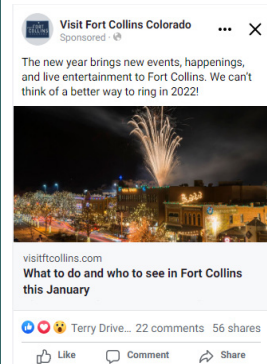 FORT
COLLINS
Visit Fort Collins Colorado
Sponsored ·
The new year brings new events, happenings,
and live entertainment to Fort Collins. We can't
think of a better way to ring in 2022!
visitftcollins.com
What to do and who to see in Fort Collins
this January
Terry Drive... 22 comments 56 shares
Like Comment Share